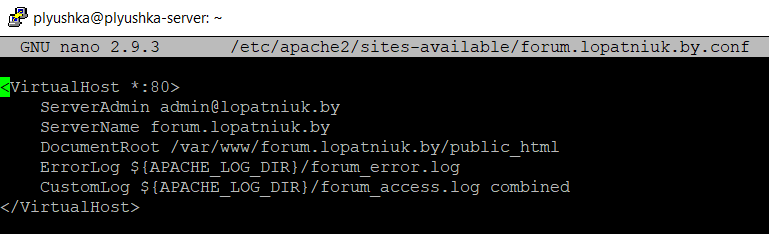 plyushka@plyushka-server: ~
GNU nano 2.9.3 /etc/apache2/sites-available/forum.lopatniuk.by.conf
<VirtualHost *:80>
ServerAdmin admin@lopatniuk.by
ServerName forum.lopatniuk.by
DocumentRoot /var/www/forum.lopatniuk.by/public_html
ErrorLog ${APACHE_LOG_DIR}/forum_error.log
CustomLog ${APACHE_LOG_DIR}/forum_access.log combined
</VirtualHost>